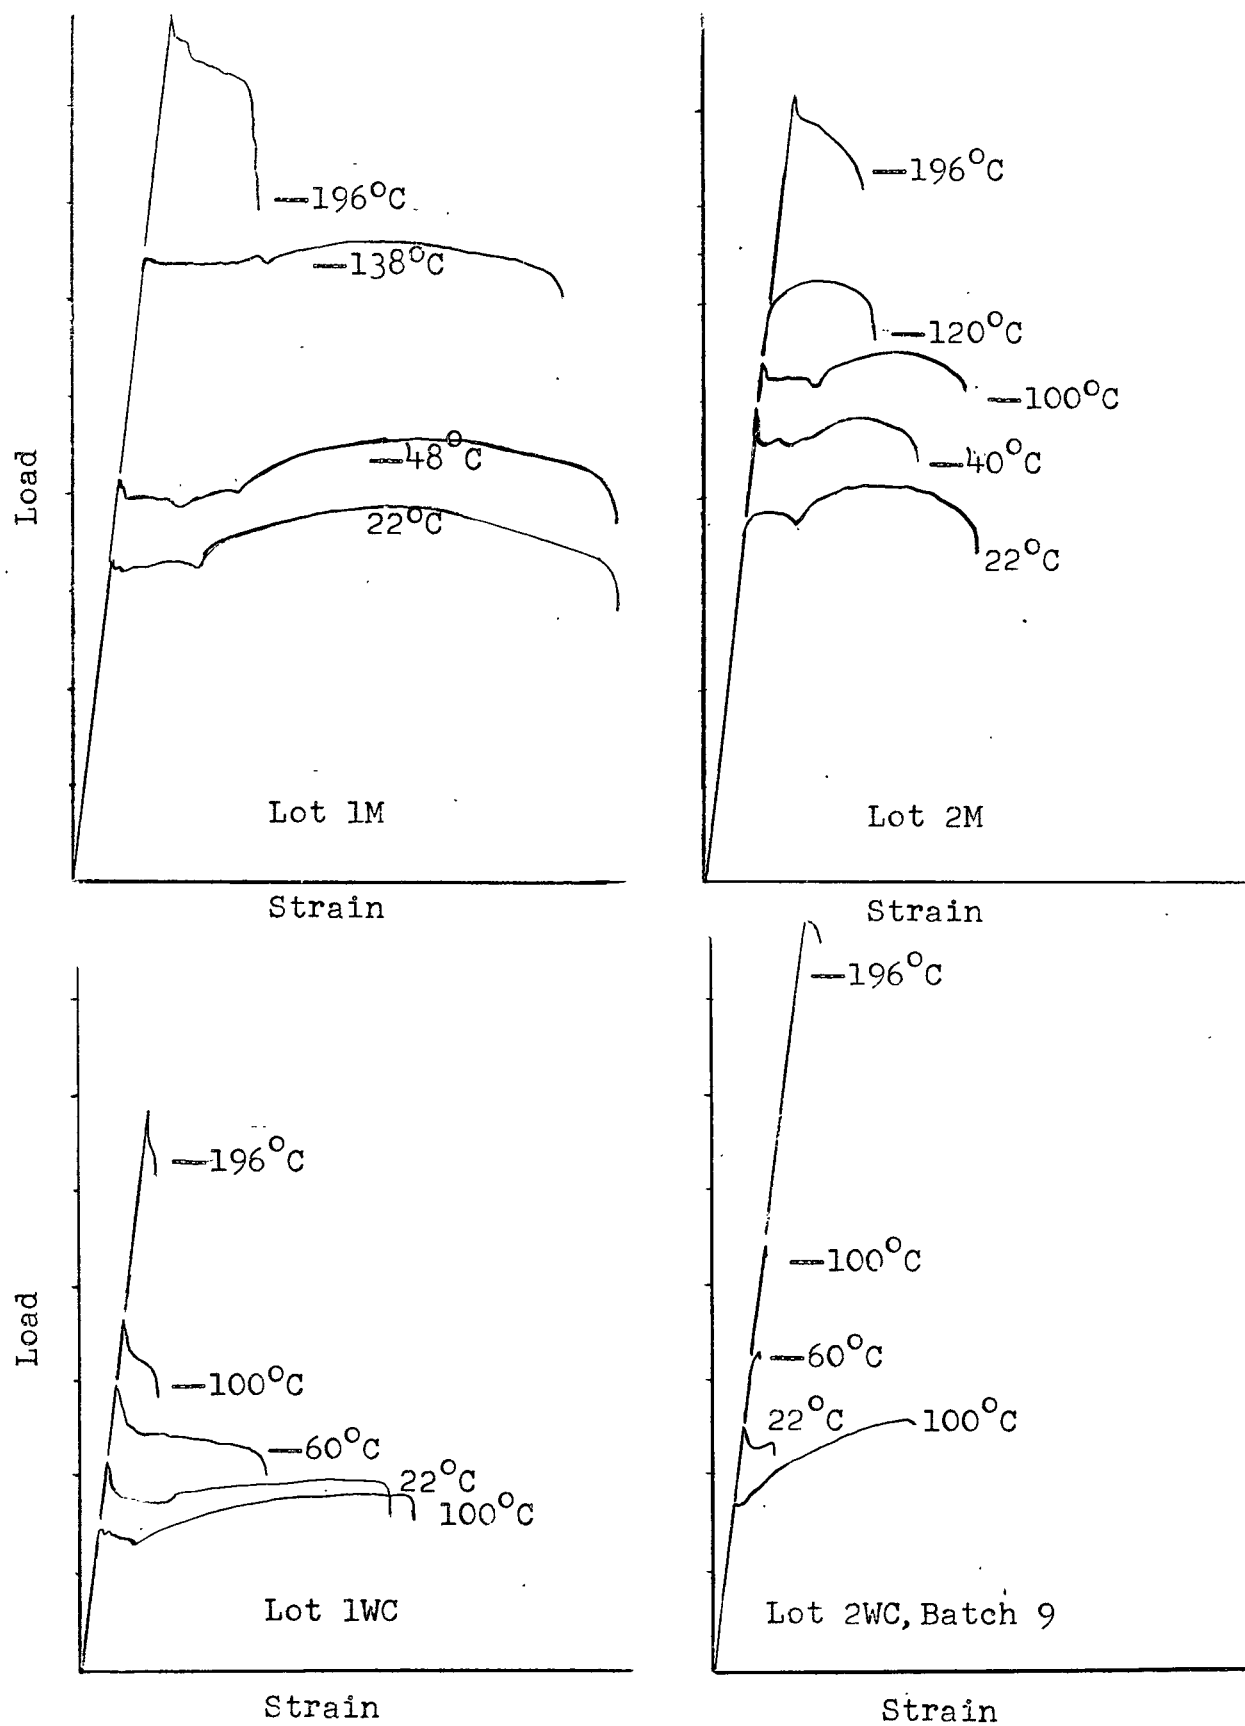 —196°C
—138°C
—48°C
22°C
Load
Lot 1M
Strain
—196°C
—120°C
—100°C
—40°C
22°C
Lot 2M
Strain
—196°C
—100°C
—60°C
22°C
100°C
Load
Lot 1WC
Strain
—196°C
—100°C
—60°C
22°C
100°C
Lot 2WC, Batch 9
Strain